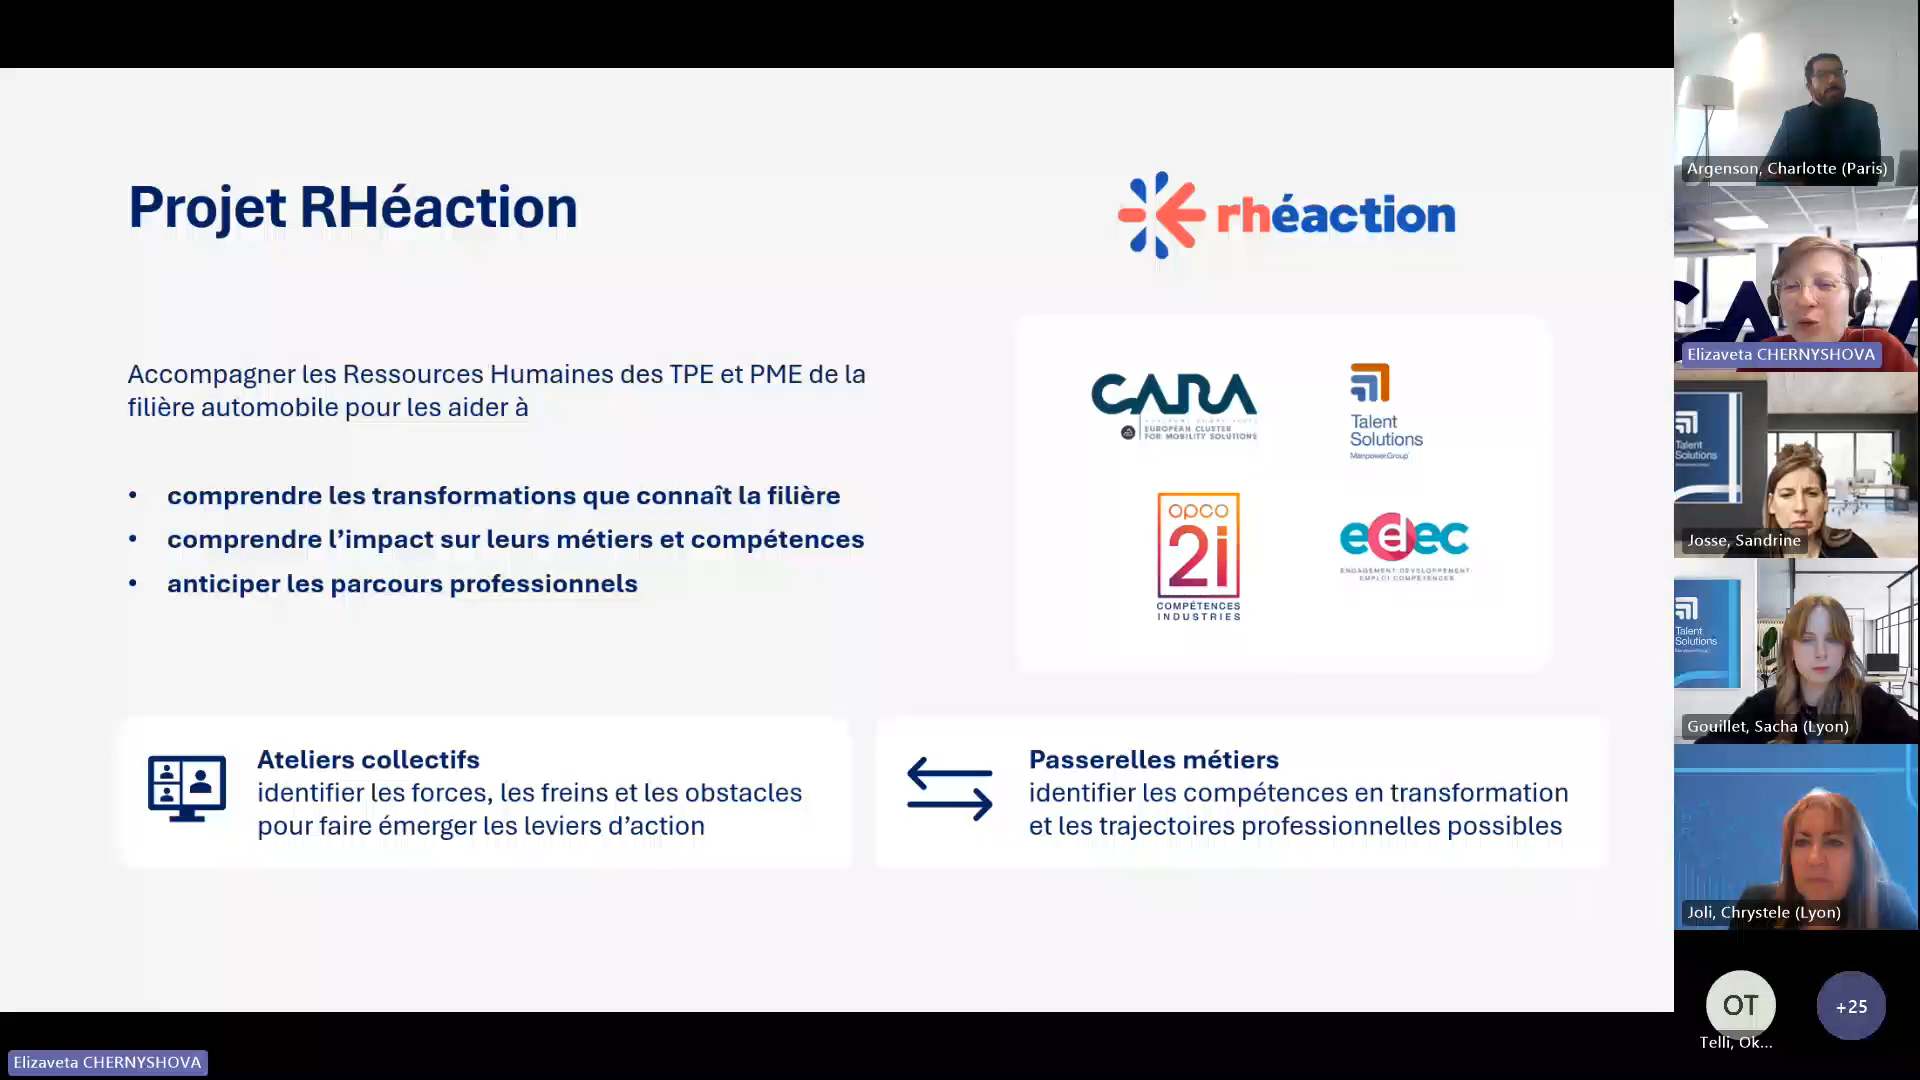 Projet RHéaction
rhéaction
Accompagner les Ressources Humaines des TPE et PME de la
filière automobile pour les aider à
• comprendre les transformations que connaît la filière
• comprendre l’impact sur leurs métiers et compétences
• anticiper les parcours professionnels
CARA
EUROPEAN CLUSTER
FOR MOBILITY SOLUTIONS
Talent
Solutions
ManpowerGroup
opco
2i
COMPÉTENCES
INDUSTRIES
edec
ENGAGEMENT DÉVELOPPEMENT
EMPLOI COMPÉTENCES
Ateliers collectifs
identifier les forces, les freins et les obstacles
pour faire émerger les leviers d’action
Passerelles métiers
identifier les compétences en transformation
et les trajectoires professionnelles possibles
Argenson, Charlotte (Paris)
Elizaveta CHERNYSHOVA
Talent
Solutions
Josse, Sandrine
Talent
Solutions
Gouillet, Sacha (Lyon)
Joli, Chrystele (Lyon)
OT
Telli, Ok...
+25
Elizaveta CHERNYSHOVA